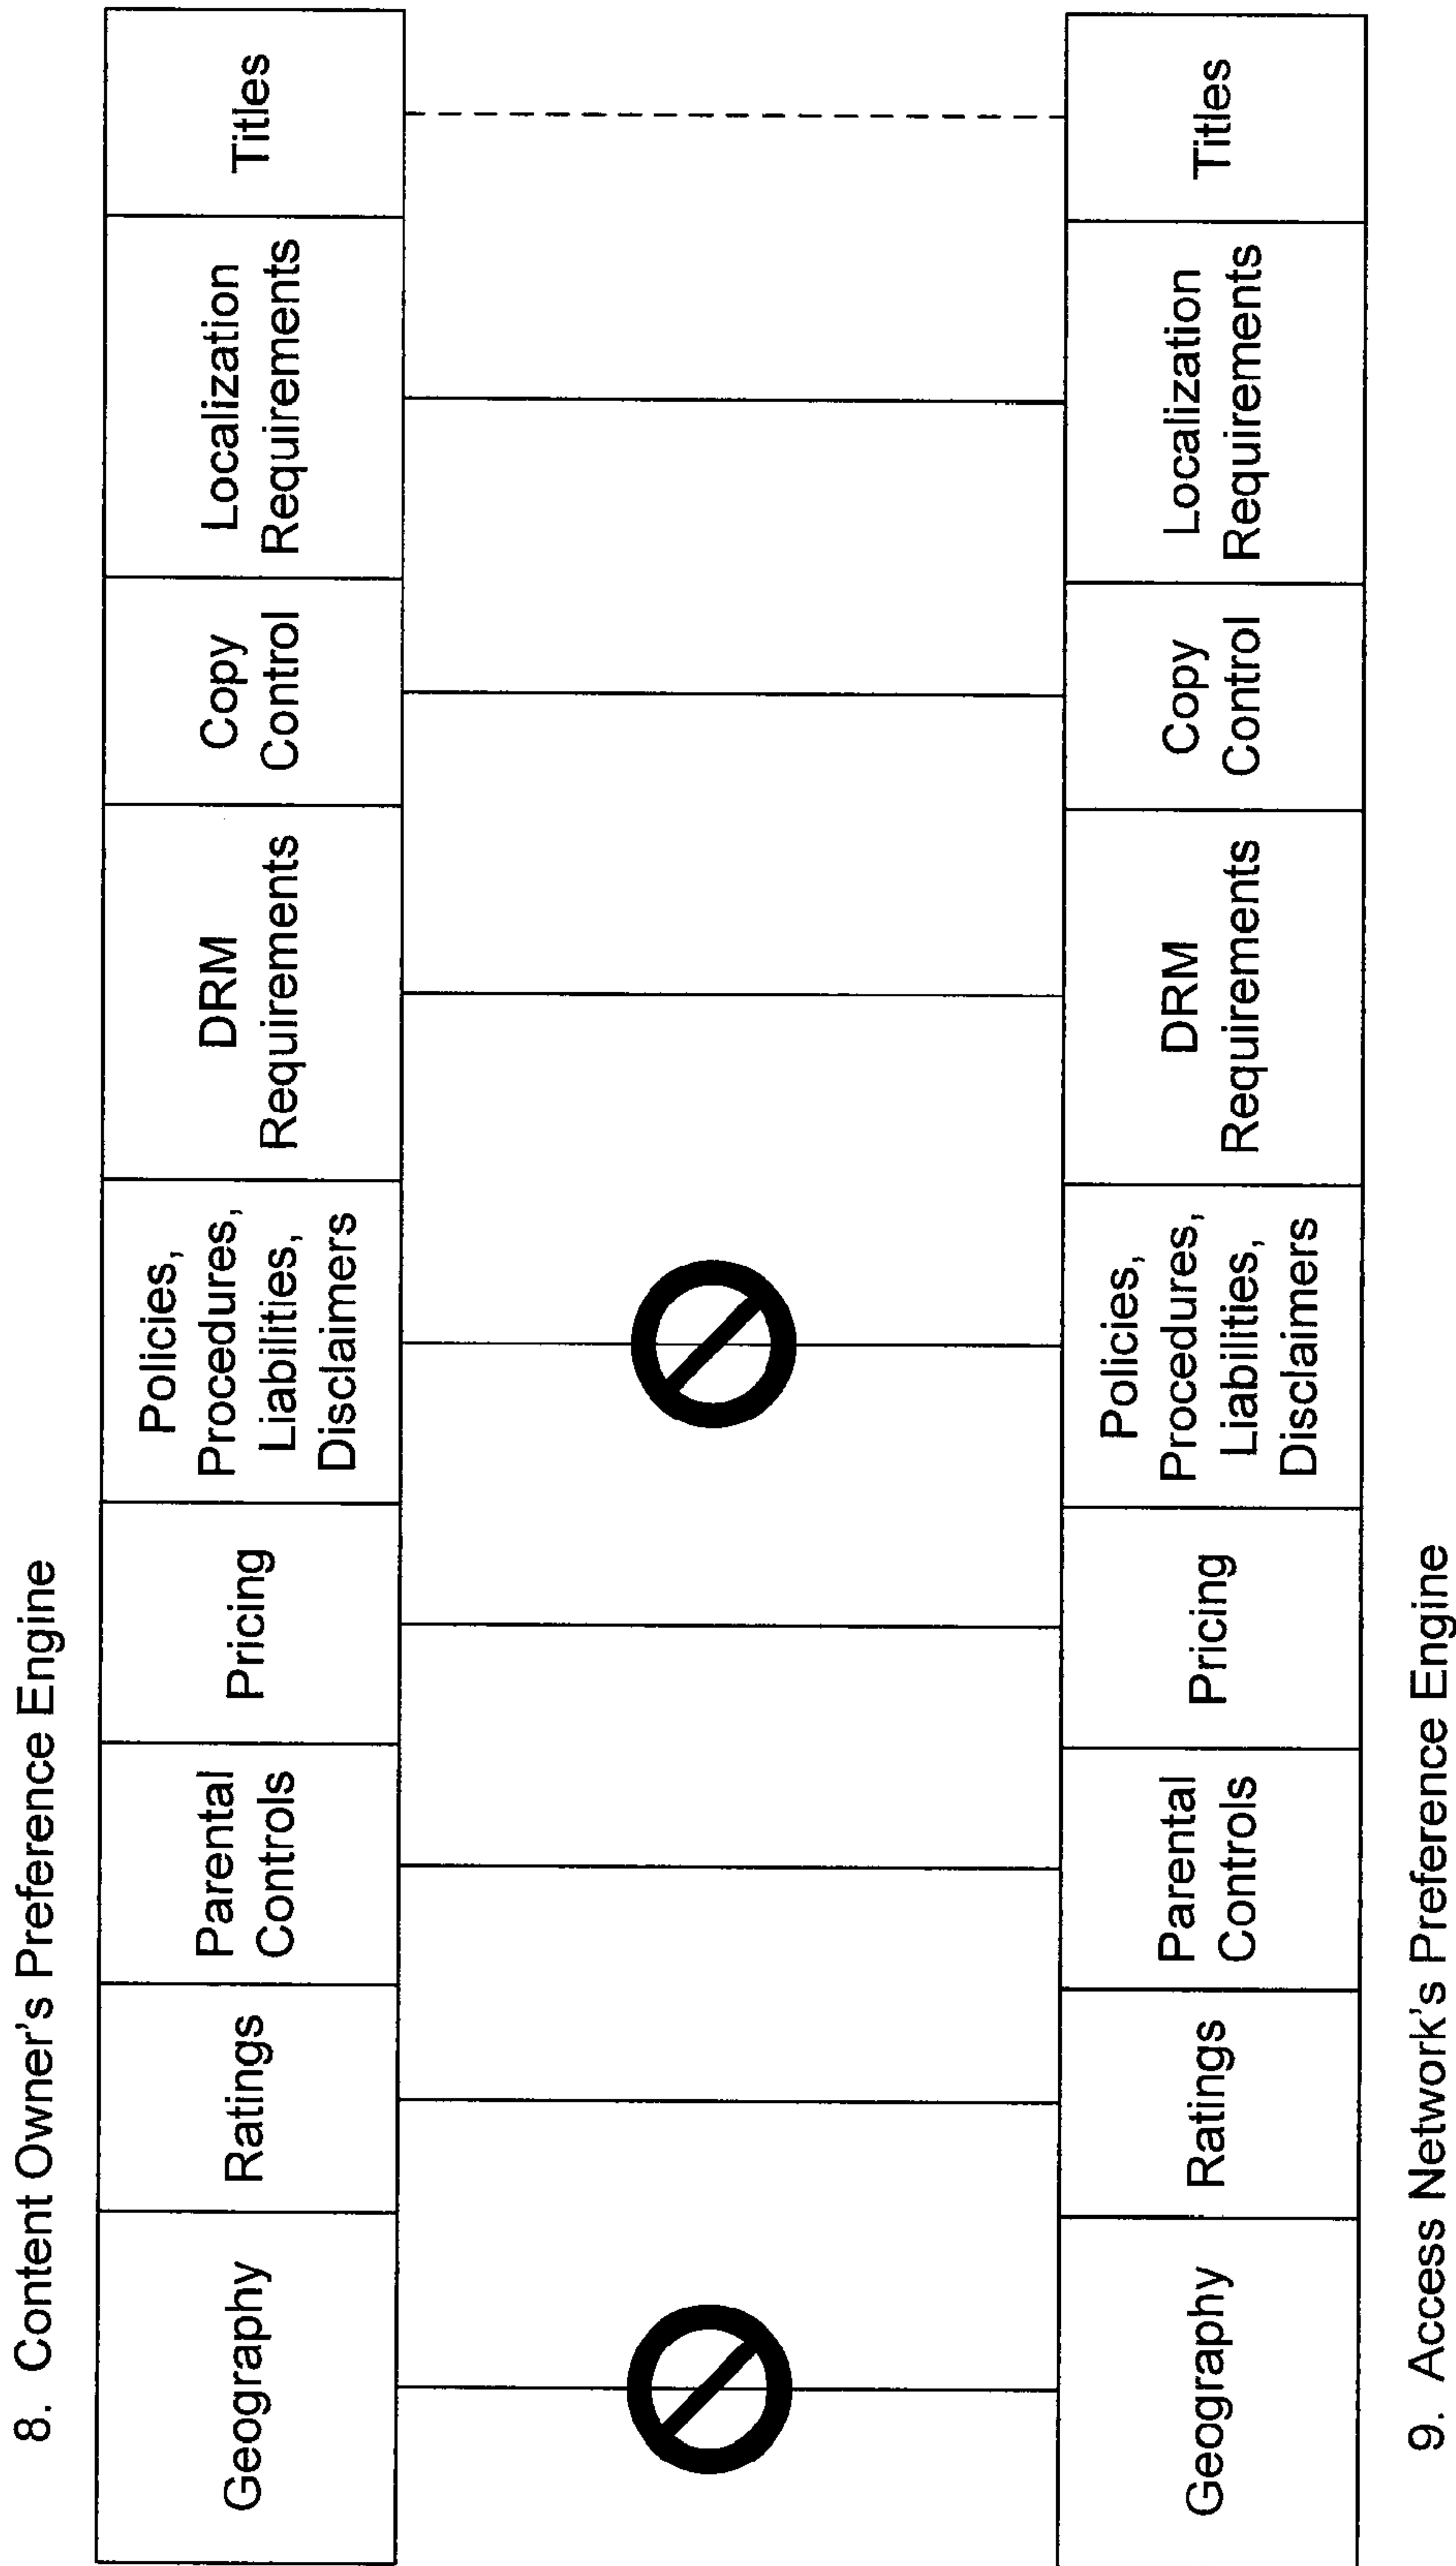 8. Content Owner's Preference Engine
Geography
Ratings
Parental
Controls
Pricing
Policies,
Procedures,
Liabilities,
Disclaimers
DRM
Requirements
Copy
Control
Localization
Requirements
Titles
Geography
Ratings
Parental
Controls
Pricing
Policies,
Procedures,
Liabilities,
Disclaimers
DRM
Requirements
Copy
Control
Localization
Requirements
Titles
9. Access Network's Preference Engine